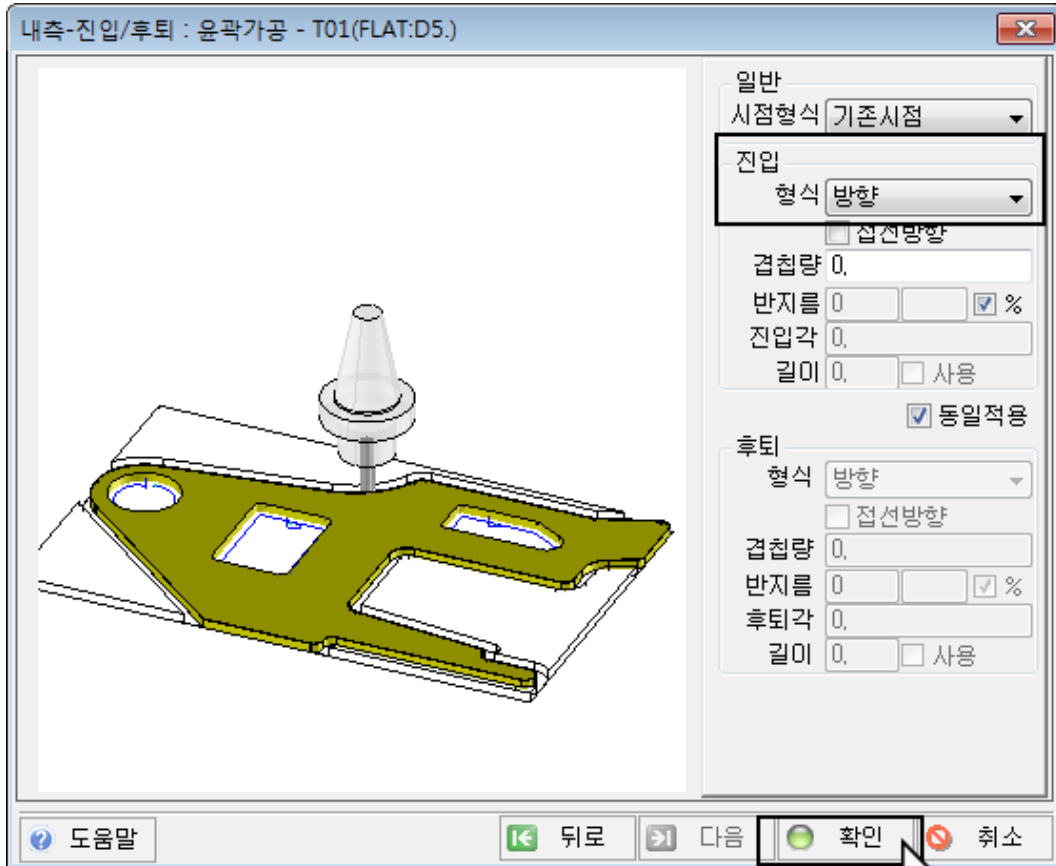 내측-진입/후퇴 : 윤곽가공 - T01(FLAT:D5.)
일반
시점형식 기존시점
진입
형식 방향
접선방향
겹칩량 0.
반지름 0 %
진입각 0.
길이 0. 사용
동일적용
후퇴
형식 방향
접선방향
겹칩량 0.
반지름 0 %
후퇴각 0.
길이 0. 사용
도움말 뒤로 다음 확인 취소